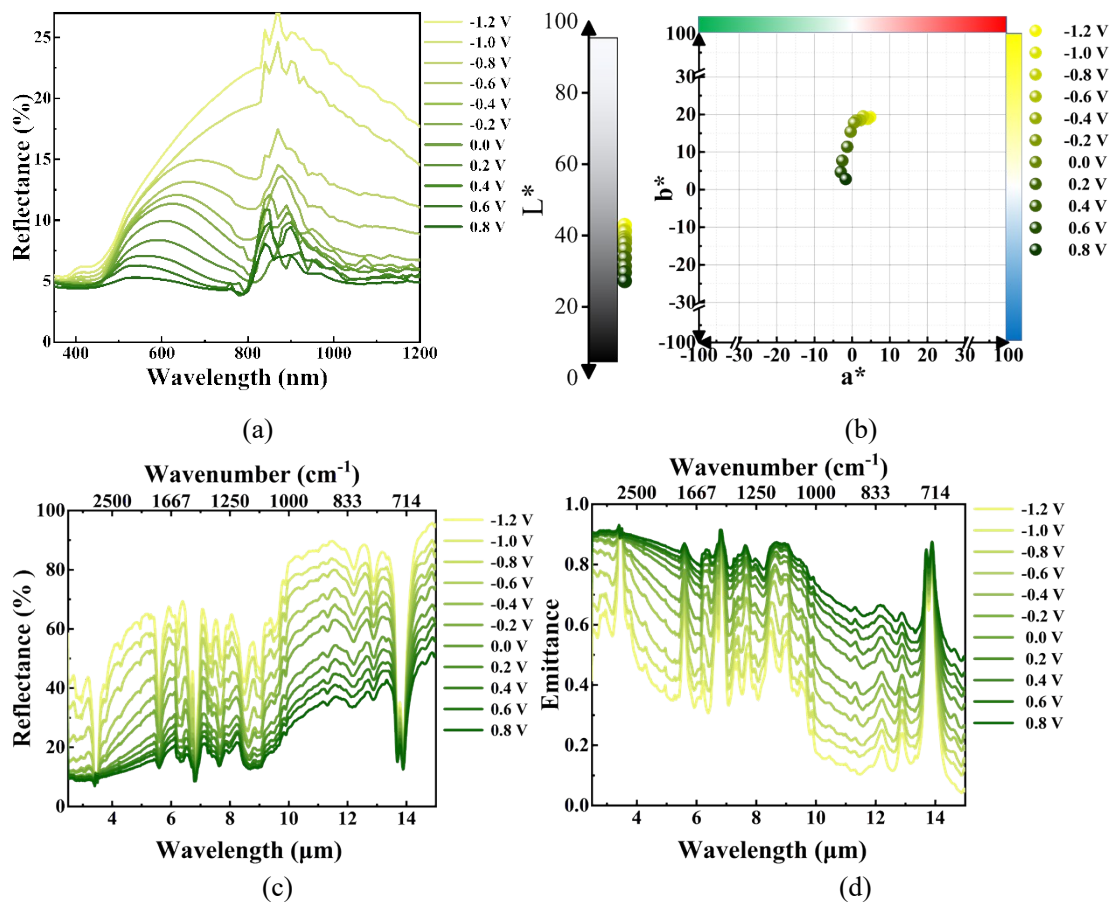 25
20
15
10
5
0
Reflectance (%)
400
600
800
1000
1200
Wavelength (nm)
-1.2 V
-1.0 V
-0.8 V
-0.6 V
-0.4 V
-0.2 V
0.0 V
0.2 V
0.4 V
0.6 V
0.8 V
(a)
100
80
60
40
20
0
L*
100
30
20
10
0
-10
-20
-30
-100
b*
-100
-30
-20
-10
0
10
20
30
100
a*
-1.2 V
-1.0 V
-0.8 V
-0.6 V
-0.4 V
-0.2 V
0.0 V
0.2 V
0.4 V
0.6 V
0.8 V
(b)
Wavenumber (cm-1)
2500
1667
1250
1000
833
714
100
80
60
40
20
0
Reflectance (% )
4
6
8
10
12
14
Wavelength (μm)
-1.2 V
-1.0 V
-0.8 V
-0.6 V
-0.4 V
-0.2 V
0.0 V
0.2 V
0.4 V
0.6 V
0.8 V
(c)
Wavenumber (cm-1)
2500
1667
1250
1000
833
714
1.0
0.8
0.6
0.4
0.2
0.0
Emittance
4
6
8
10
12
14
Wavelength (μm)
-1.2 V
-1.0 V
-0.8 V
-0.6 V
-0.4 V
-0.2 V
0.0 V
0.2 V
0.4 V
0.6 V
0.8 V
(d)